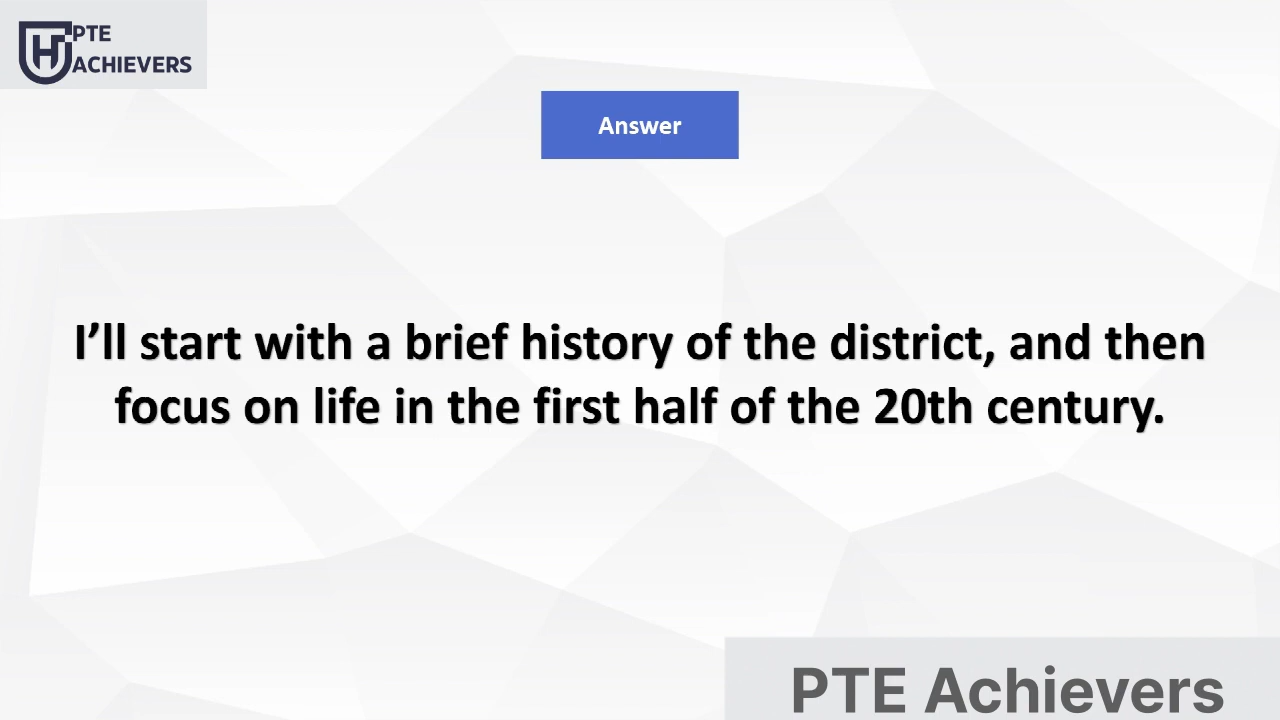 PTE
ACHIEVERS
Answer
I’ll start with a brief history of the district, and then
focus on life in the first half of the 20th century.
PTE Achievers